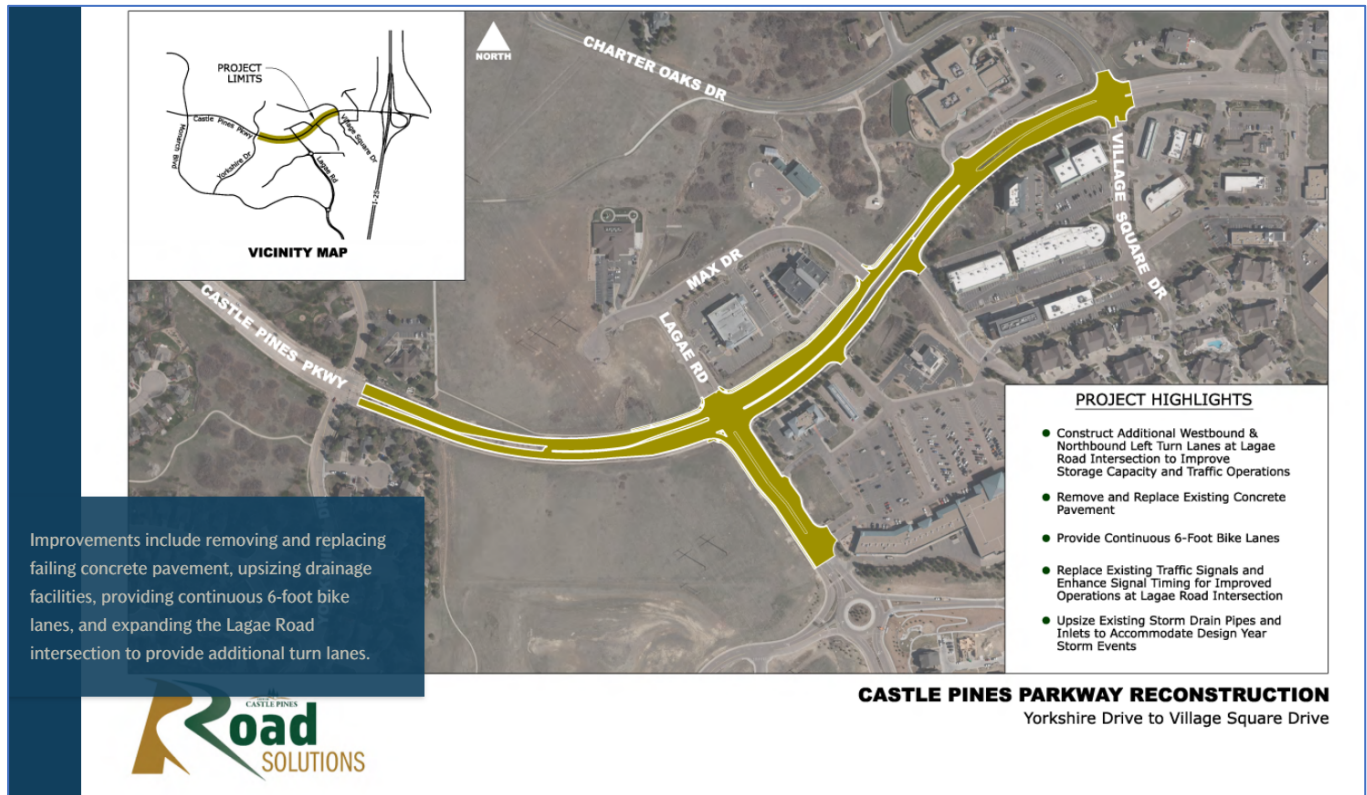 PROJECT
LIMITS
Castle Pines Pkwy
Monarch Blvd
Yorkshire Dr
Village Square Dr
Lagae Rd
I-25
VICINITY MAP
NORTH
CHARTER OAKS DR
VILLAGE SQUARE DR
MAX DR
LAGAE RD
CASTLE PINES PKWY
PROJECT HIGHLIGHTS
Construct Additional Westbound &
Northbound Left Turn Lanes at Lagae
Road Intersection to Improve
Storage Capacity and Traffic Operations
Remove and Replace Existing Concrete
Pavement
Provide Continuous 6-Foot Bike Lanes
Replace Existing Traffic Signals and
Enhance Signal Timing for Improved
Operations at Lagae Road Intersection
Upsize Existing Storm Drain Pipes and
Inlets to Accommodate Design Year
Storm Events
Improvements include removing and replacing
failing concrete pavement, upsizing drainage
facilities, providing continuous 6-foot bike
lanes, and expanding the Lagae Road
intersection to provide additional turn lanes.
CASTLE PINES
Road
SOLUTIONS
CASTLE PINES PARKWAY RECONSTRUCTION
Yorkshire Drive to Village Square Drive